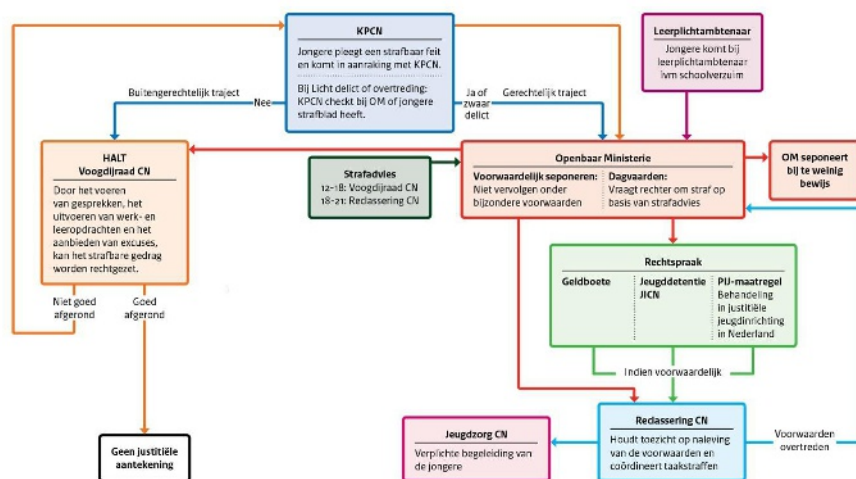 KPCN
Jongere pleegt een strafbaar feit
en komt in aanraking met KPCN.
Bij Licht delict of overtreding:
KPCN checkt bij OM of jongere
strafblad heeft.
Leerplichtambtenaar
Jongere komt bij
leerplichtambtenaar
ivm schoolverzuim
Buitengerechtelijk traject
Nee
Ja of
zwaar
delict
Gerechtelijk traject
HALT
Voogdijraad CN
Door het voeren
van gesprekken, het
uitvoeren van werk- en
leeropdrachten en het
aanbieden van excuses,
kan het strafbare gedrag
worden rechtgezet.
Strafadvies
12-18: Voogdijraad CN
18-21: Reclassering CN
Openbaar Ministerie
Voorwaardelijk seponeren:
Niet vervolgen onder
bijzondere voorwaarden
Dagvaarden:
Vraagt rechter om straf op
basis van strafadvies
OM seponeert
bij te weinig
bewijs
Rechtspraak
Geldboete
Jeugddetentie
JICN
PIJ-maatregel
Behandeling
in justitiële
jeugdinrichting
in Nederland
Niet goed
afgerond
Goed
afgerond
Indien voorwaardelijk
Geen justitiële
aantekening
Jeugdzorg CN
Verplichte begeleiding van
de jongere
Reclassering CN
Houdt toezicht op naleving
van de voorwaarden en
coördineert taakstraffen
Voorwaarden
overtreden